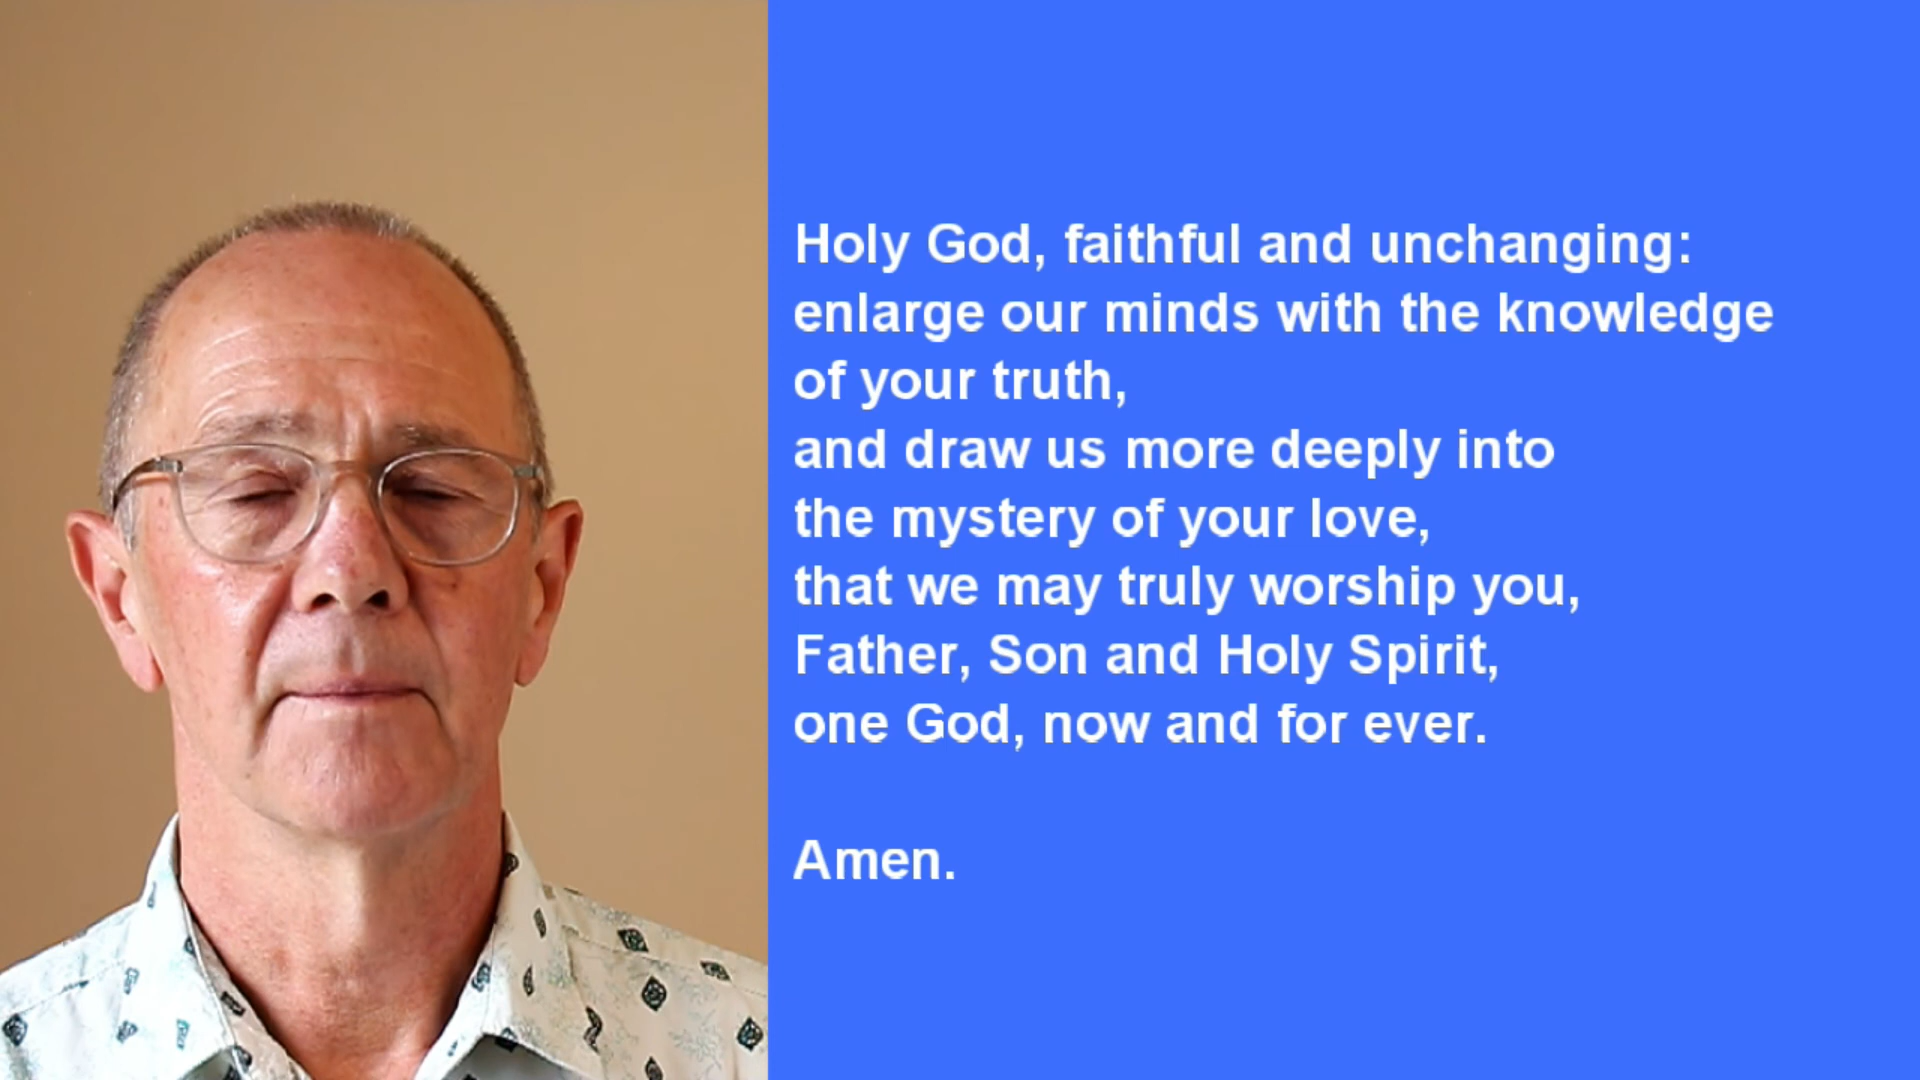 Holy God, faithful and unchanging:
enlarge our minds with the knowledge
of your truth,
and draw us more deeply into
the mystery of your love,
that we may truly worship you,
Father, Son and Holy Spirit,
one God, now and for ever.
Amen.